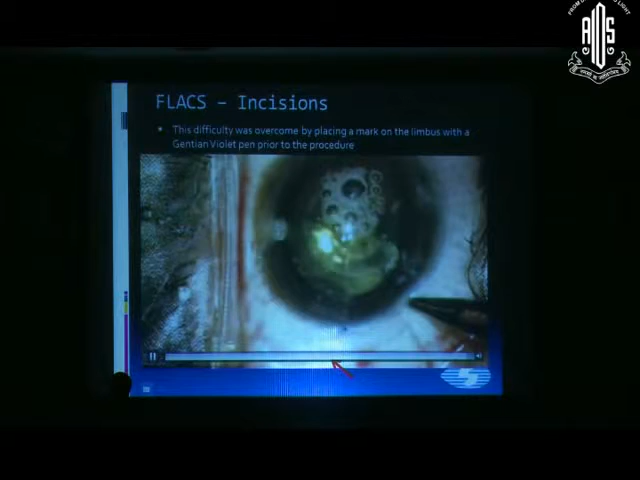 FLACS – Incisions
This difficulty was overcome by placing a mark on the limbus with a
Gentian Violet pen prior to the procedure
AIOS